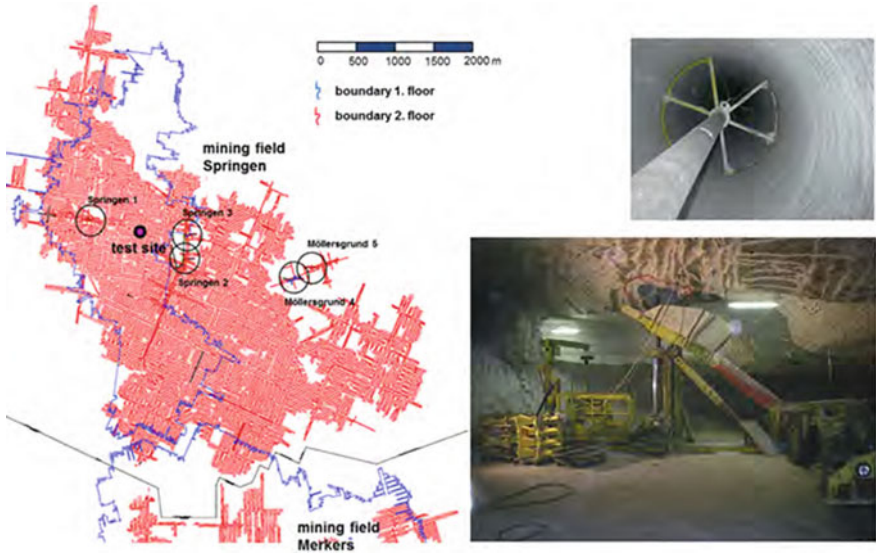 0 500 1000 1500 2000 m
boundary 1. floor
boundary 2. floor
mining field
Springen
Springen 1
Springen 3
test site
Springen 2
Möllersgrund 5
Möllersgrund 4
mining field
Merkers